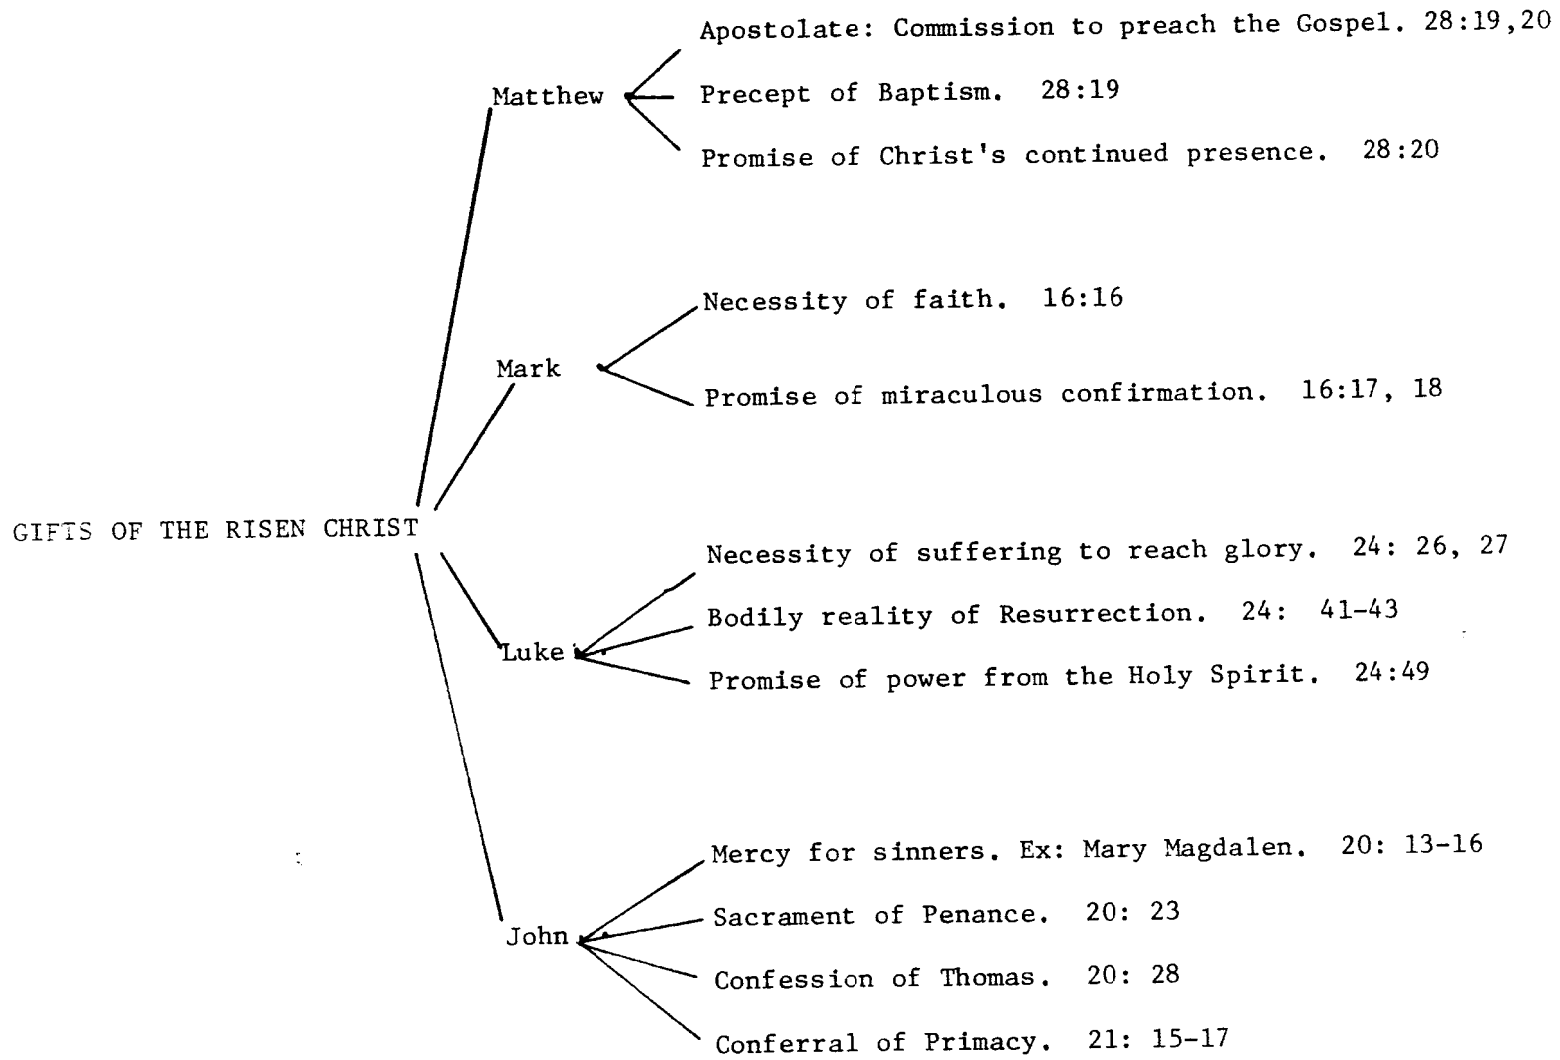 Apostolate: Commission to preach the Gospel. 28:19,20
Matthew
Precept of Baptism. 28:19
Promise of Christ's continued presence. 28:20
Necessity of faith. 16:16
Mark
Promise of miraculous confirmation. 16:17, 18
GIFTS OF THE RISEN CHRIST
Necessity of suffering to reach glory. 24: 26, 27
Bodily reality of Resurrection. 24: 41-43
Luke
Promise of power from the Holy Spirit. 24:49
Mercy for sinners. Ex: Mary Magdalen. 20: 13-16
Sacrament of Penance. 20: 23
John
Confession of Thomas. 20: 28
Conferral of Primacy. 21: 15-17